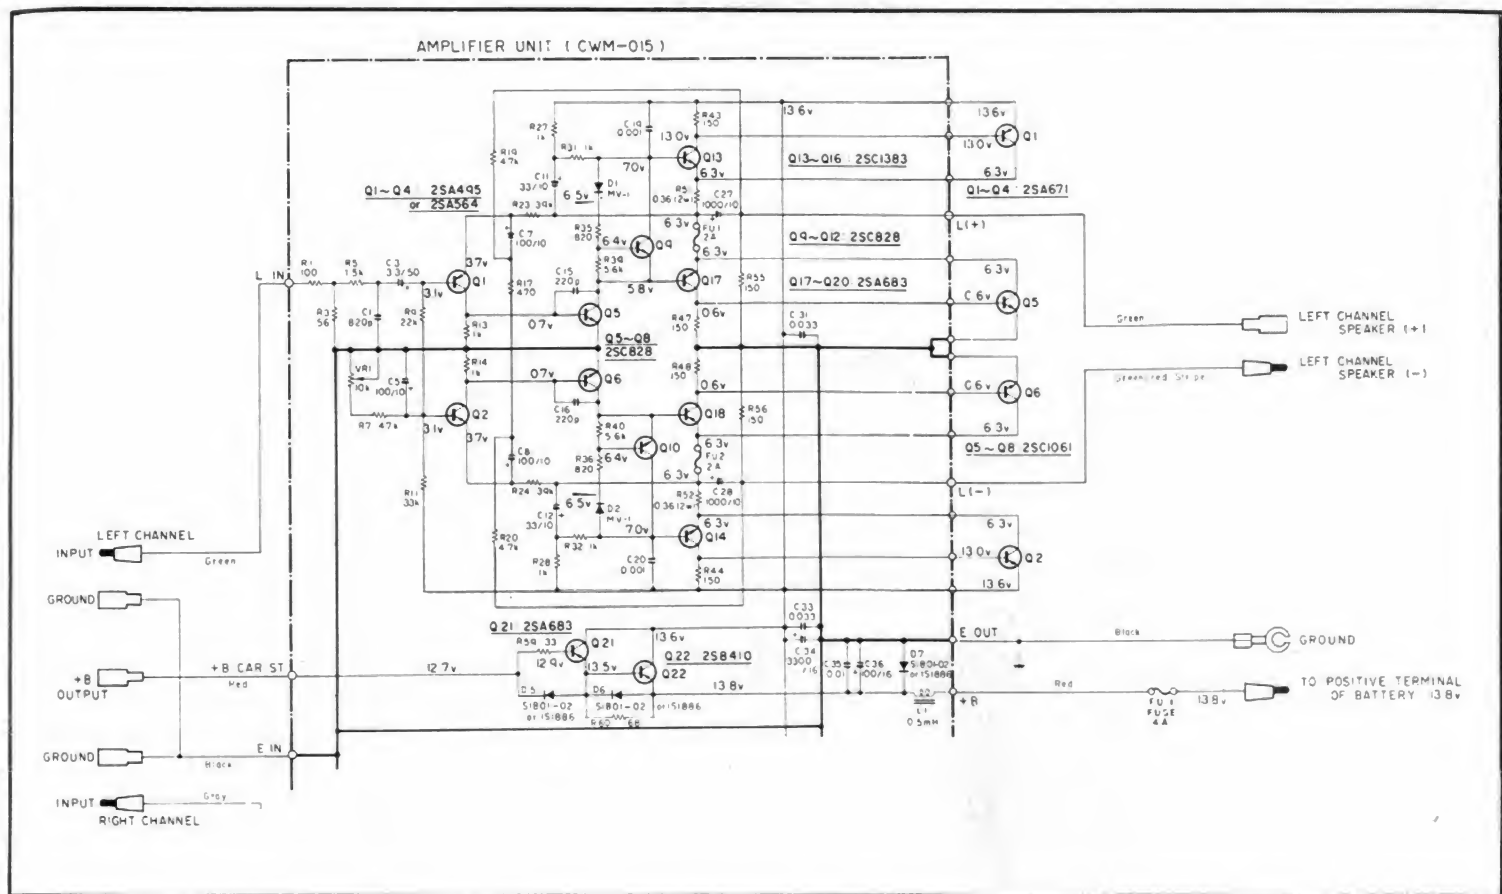 AMPLIFIER UNIT ( CWM-015 )
R27
1k
C19
0.001
R43
150
13.6v
13.6v
Q1
R19
4.7k
R31 1k
13.0v
Q13
13.0v
Q13~Q16 : 2SC1383
7.0v
6.3v
6.3v
Q1~Q4 : 2SA495
or 2SA564
C11
33/10
D1
MV-1
6.5v
C27
1000/10
Q1~Q4 : 2SA671
R23 39k
6.3v
L(+)
C7
100/10
R35
820
6.4v
Q9
FU1
2A
6.3v
Q9~Q12 : 2SC828
R39
5.6k
6.3v
L IN
R1
100
R5
1.5k
C3
3.3/50
3.7v
Q1
3.1v
R17
470
C15
220p
5.8v
Q17
R55
150
Q17~Q20 : 2SA683
Q5
R3
56
C1
820p
R9
22k
R13
1k
0.7v
Q5
0.6v
R47
150
C31
0.033
Green
LEFT CHANNEL
SPEAKER (+)
Q5~Q8
2SC828
VR1
10k
C5
100/10
R14
1k
0.7v
Q6
R48
150
0.6v
Q6
Green, red Stripe
LEFT CHANNEL
SPEAKER (-)
R7 47k
3.1v
Q2
3.7v
C16
220p
Q18
R56
150
6.3v
R40
5.6k
Q10
6.3v
FU2
2A
Q5~Q8 : 2SC1061
C8
100/10
R36
820
6.4v
6.3v
R11
33k
R24 39k
6.5v
R52
C28
1000/10
L(-)
C12
33/10
D2
MV-1
7.0v
6.3v
6.3v
Q14
R20
4.7k
R32 1k
R28
1k
C20
0.001
13.0v
Q2
R44
150
13.6v
LEFT CHANNEL
INPUT
Green
GROUND
Q21 : 2SA683
R59 33
Q21
12.9v
13.6v
C33
0.033
E OUT
Black
GROUND
+B
OUTPUT
+B CAR ST
Red
12.7v
13.5v
Q22
C34
3300
/16
C35
0.01
C36
100/16
D7
S1B01-02
or 1S1886
D5
S1B01-02
or 1S1886
D6
S1B01-02
or 1S1886
13.8v
+B
Red
FU 1
FUSE
4A
13.8v
TO POSITIVE TERMINAL
OF BATTERY 13.8v
R60 68
L1
0.5mH
GROUND
E IN
Black
INPUT
Gray
RIGHT CHANNEL